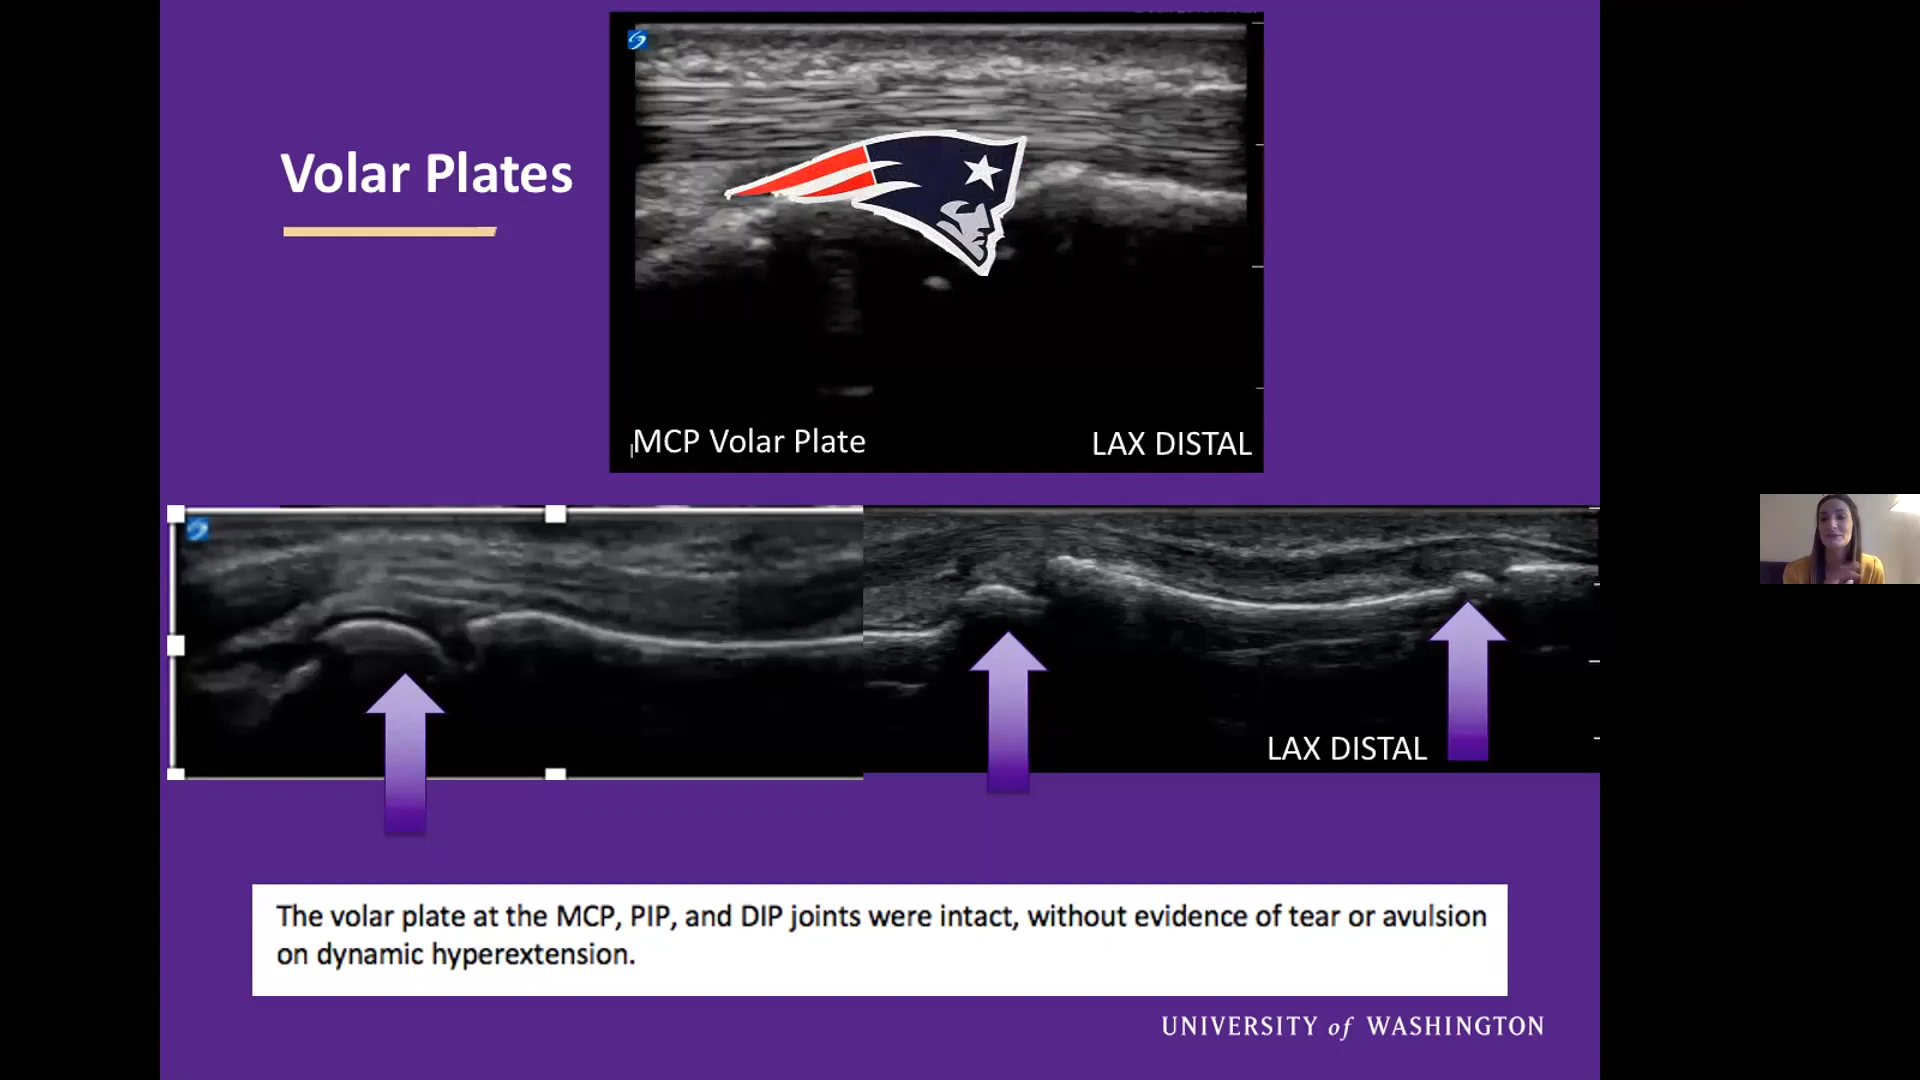 Volar Plates
MCP Volar Plate
LAX DISTAL
LAX DISTAL
The volar plate at the MCP, PIP, and DIP joints were intact, without evidence of tear or avulsion
on dynamic hyperextension.
UNIVERSITY of WASHINGTON